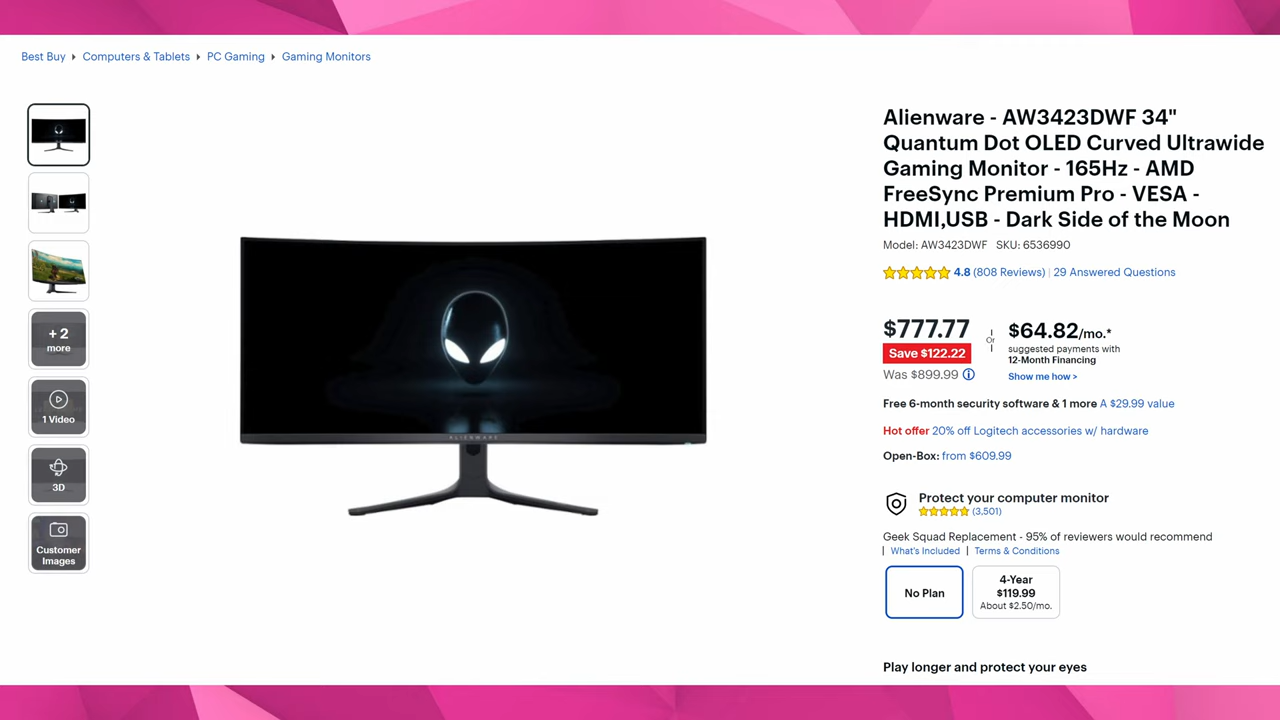 Best Buy Computers & Tablets PC Gaming Gaming Monitors
Alienware - AW3423DWF 34"
Quantum Dot OLED Curved Ultrawide
Gaming Monitor - 165Hz - AMD
FreeSync Premium Pro - VESA -
HDMI,USB - Dark Side of the Moon
Model: AW3423DWF SKU: 6536990
4.8 (808 Reviews) | 29 Answered Questions
$777.77
Save $122.22
Was $899.99
Or
$64.82/mo.*
suggested payments with
12-Month Financing
Show me how >
Free 6-month security software & 1 more A $29.99 value
Hot offer 20% off Logitech accessories w/ hardware
Open-Box: from $609.99
Protect your computer monitor
(3,501)
Geek Squad Replacement - 95% of reviewers would recommend
| What's Included | Terms & Conditions
No Plan
4-Year
$119.99
About $2.50/mo.
Play longer and protect your eyes
+ 2
more
1 Video
3D
Customer
Images
ALIENWARE